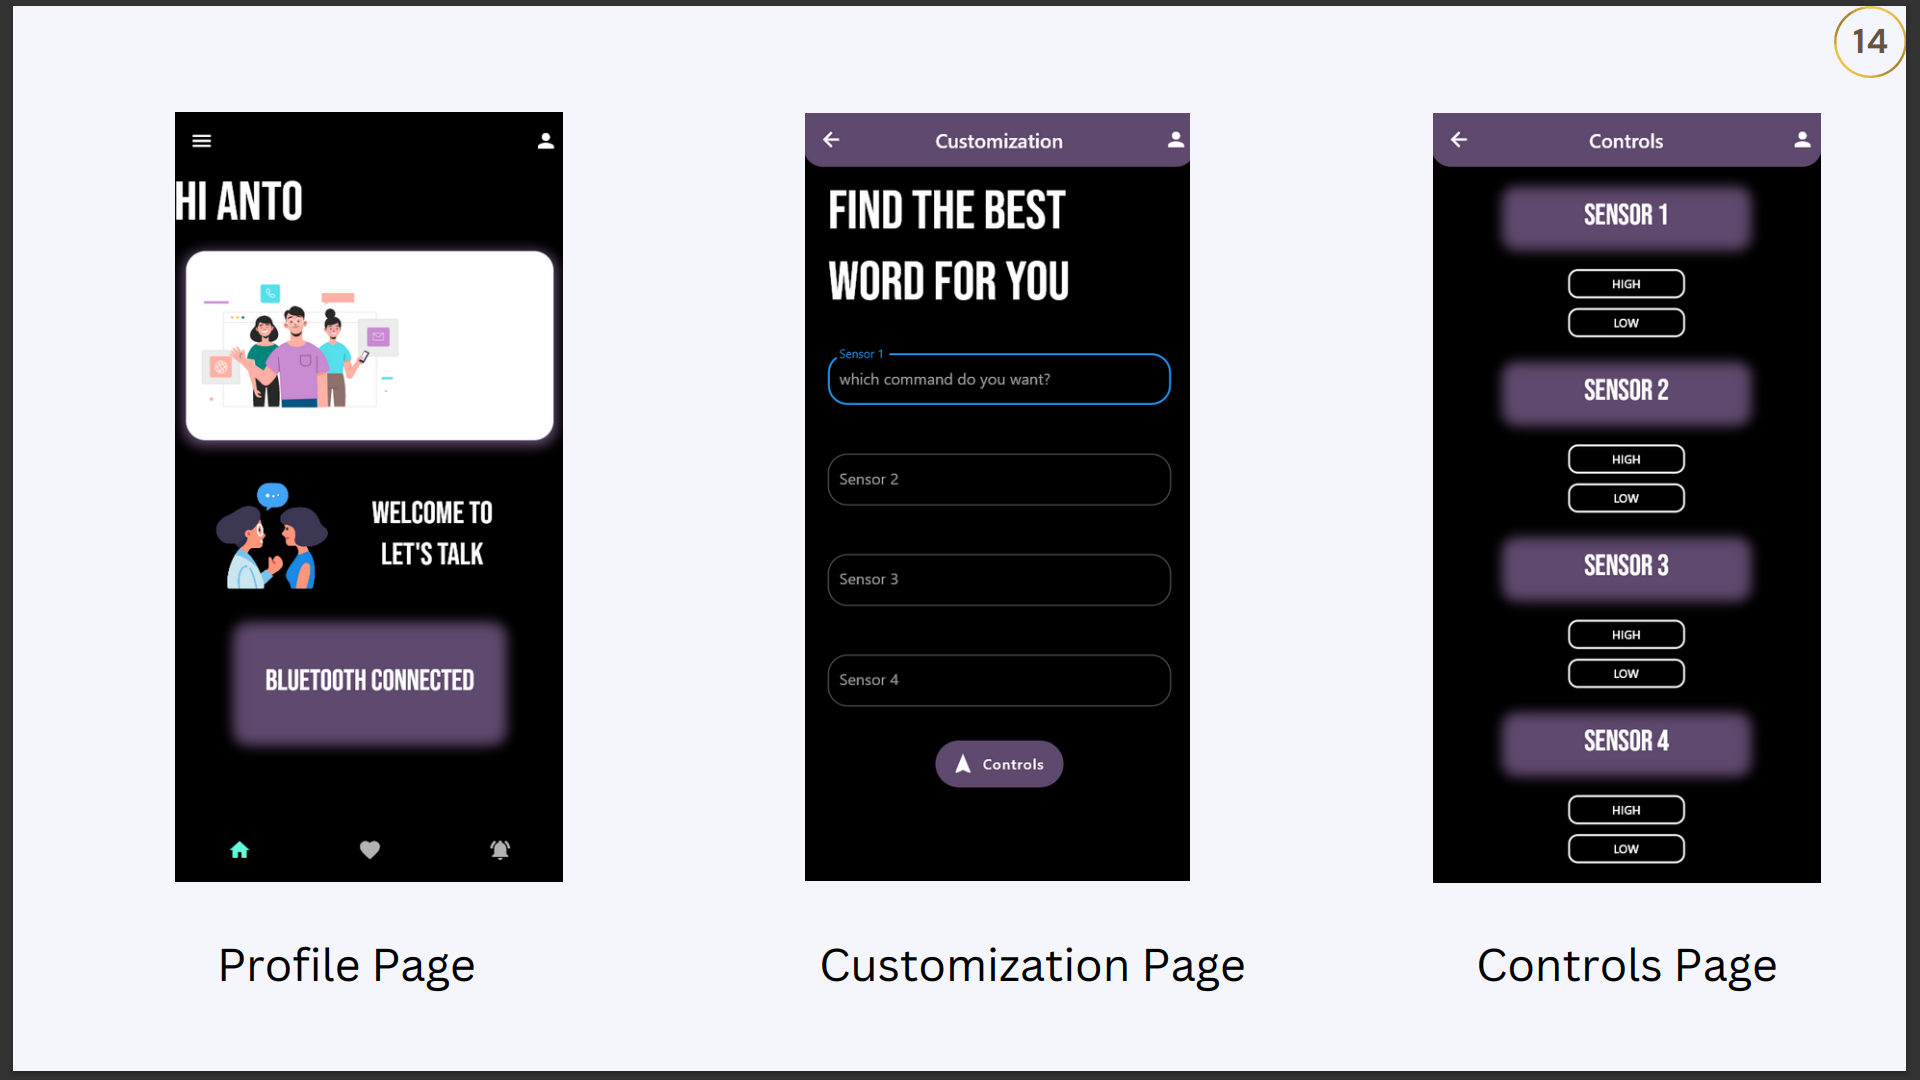 14
HI ANTO
WELCOME TO
LET'S TALK
BLUETOOTH CONNECTED
Profile Page
Customization
FIND THE BEST
WORD FOR YOU
Sensor 1
which command do you want?
Sensor 2
Sensor 3
Sensor 4
Controls
Customization Page
Controls
SENSOR 1
HIGH
LOW
SENSOR 2
HIGH
LOW
SENSOR 3
HIGH
LOW
SENSOR 4
HIGH
LOW
Controls Page